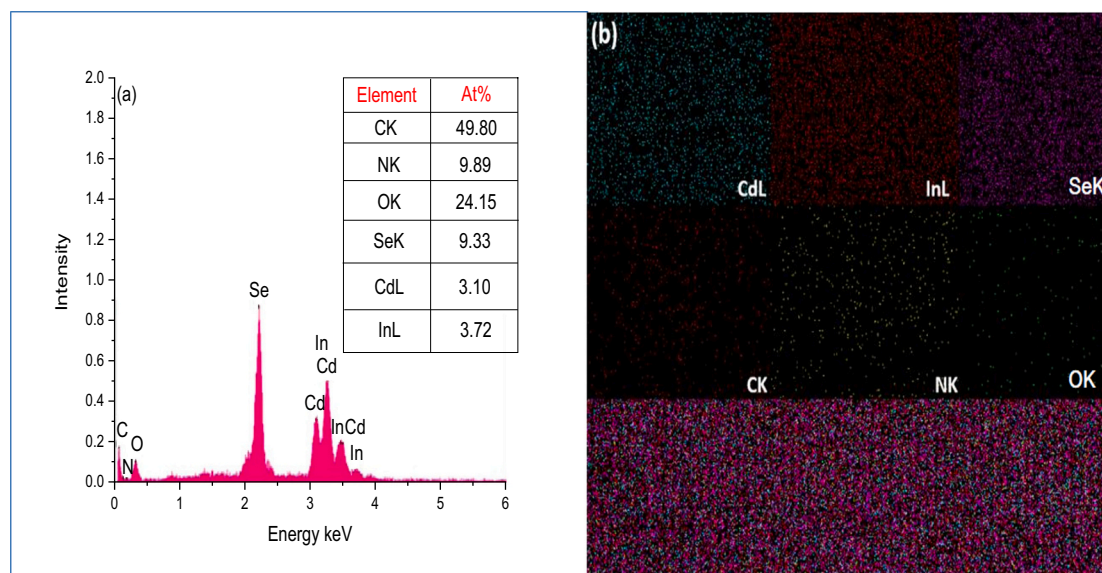 (a)
2.0
1.8
1.6
1.4
1.2
1.0
0.8
0.6
0.4
0.2
0.0
Intensity
0 1 2 3 4 5 6
Energy keV
C
N
O
Se
Cd
In
Cd
InCd
In
Element At%
CK 49.80
NK 9.89
OK 24.15
SeK 9.33
CdL 3.10
InL 3.72
(b)
CdL InL SeK
CK NK OK